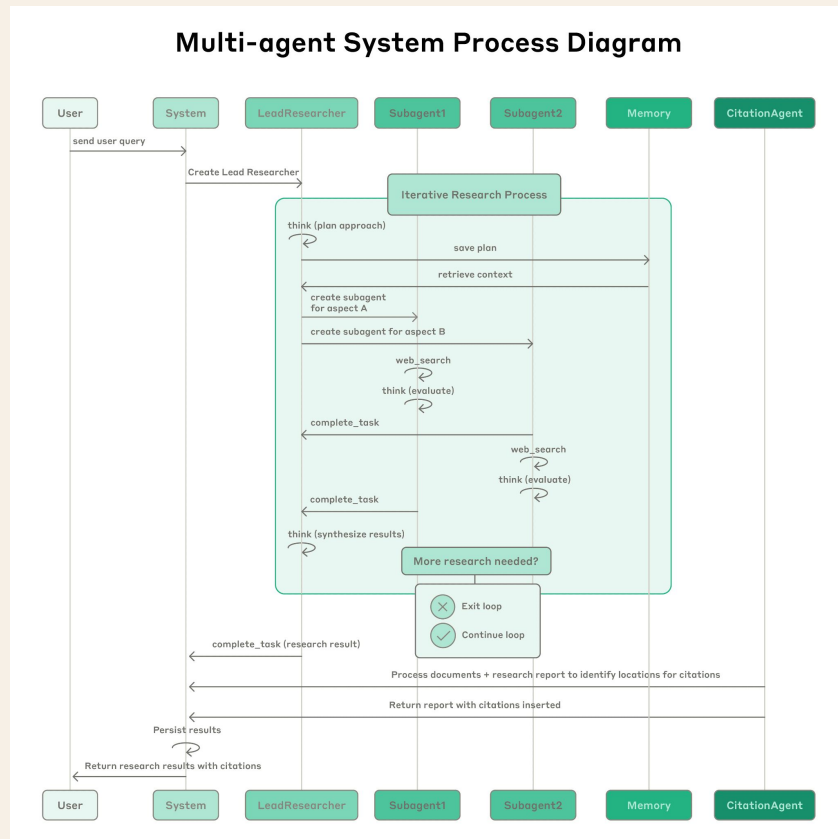 Multi-agent System Process Diagram
User
System
LeadResearcher
Subagent1
Subagent2
Memory
CitationAgent
send user query
Create Lead Researcher
Iterative Research Process
think (plan approach)
save plan
retrieve context
create subagent
for aspect A
create subagent for aspect B
web_search
think (evaluate)
complete_task
web_search
think (evaluate)
complete_task
think (synthesize results)
More research needed?
Exit loop
Continue loop
complete_task (research result)
Process documents + research report to identify locations for citations
Return report with citations inserted
Persist results
Return research results with citations
User
System
LeadResearcher
Subagent1
Subagent2
Memory
CitationAgent